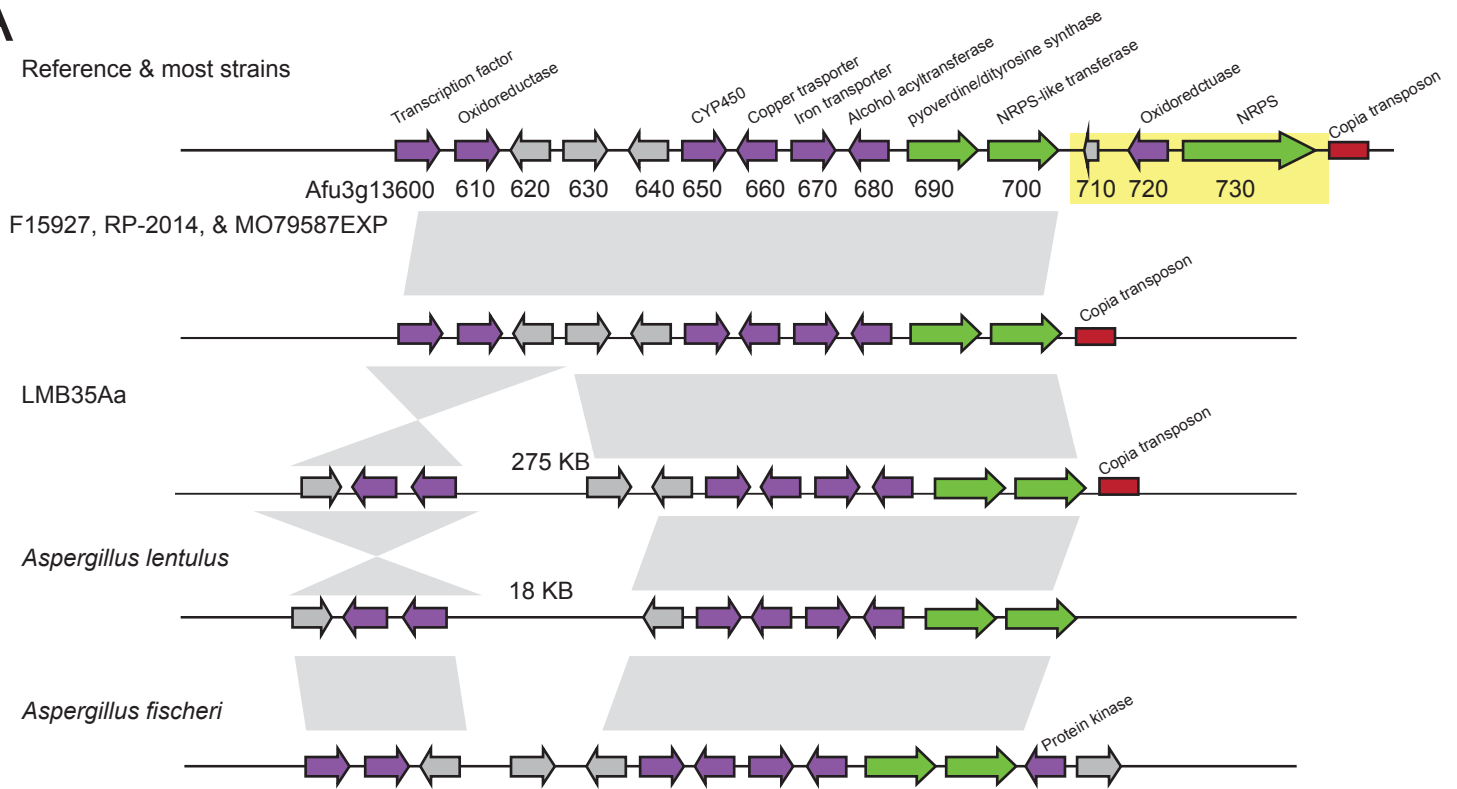 A
Reference & most strains
Transcription factor
Oxidoreductase
CYP450
Copper trasporter
Iron transporter
Alcohol acyltransferase
pyoverdine/dityrosine synthase
NRPS-like transferase
Oxidoredctuase
NRPS
Copia transposon
Afu3g13600 610 620 630 640 650 660 670 680 690 700 710 720 730
F15927, RP-2014, & MO79587EXP
Copia transposon
LMB35Aa
275 KB
Copia transposon
Aspergillus lentulus
18 KB
Aspergillus fischeri
Protein kinase